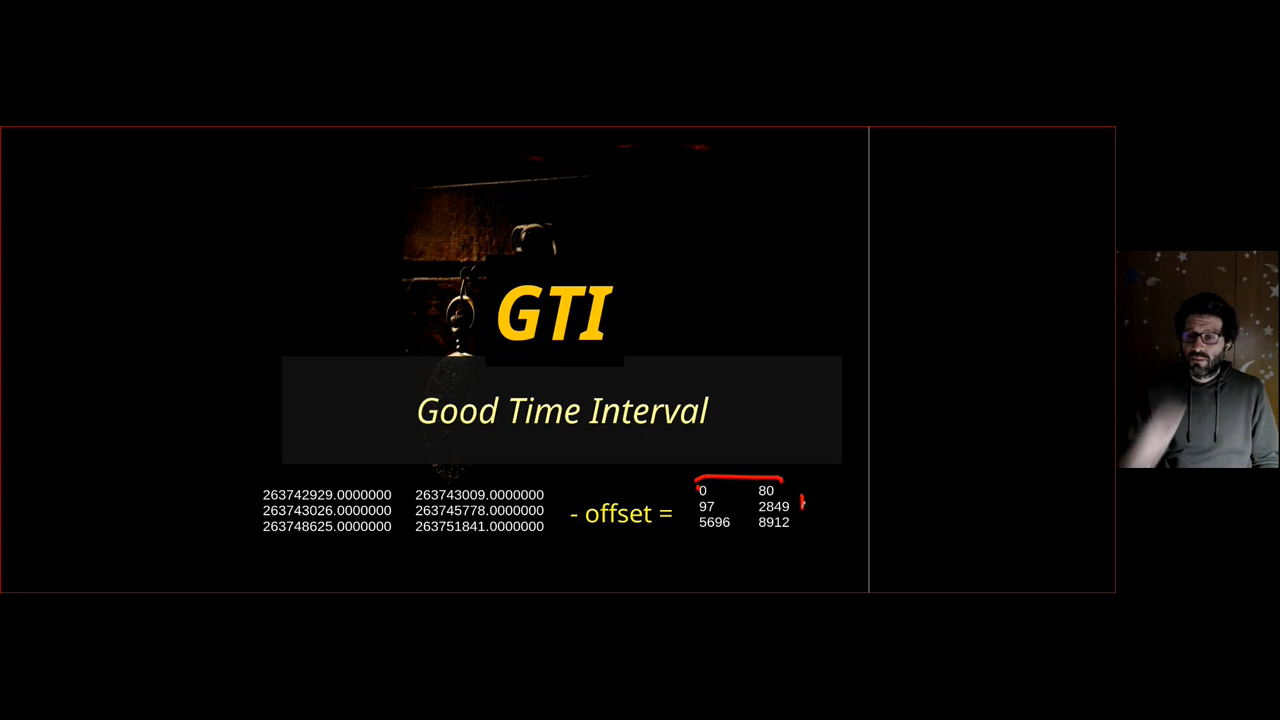 GTI
Good Time Interval
263742929.0000000 263743009.0000000
263743026.0000000 263745778.0000000
263748625.0000000 263751841.0000000
- offset =
0 80
97 2849
5696 8912